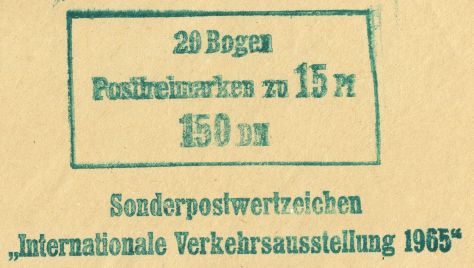 20 Bogen
Postfreimarken zu 15 Pf
150 DM
Sonderpostwertzeichen
„Internationale Verkehrsausstellung 1965“